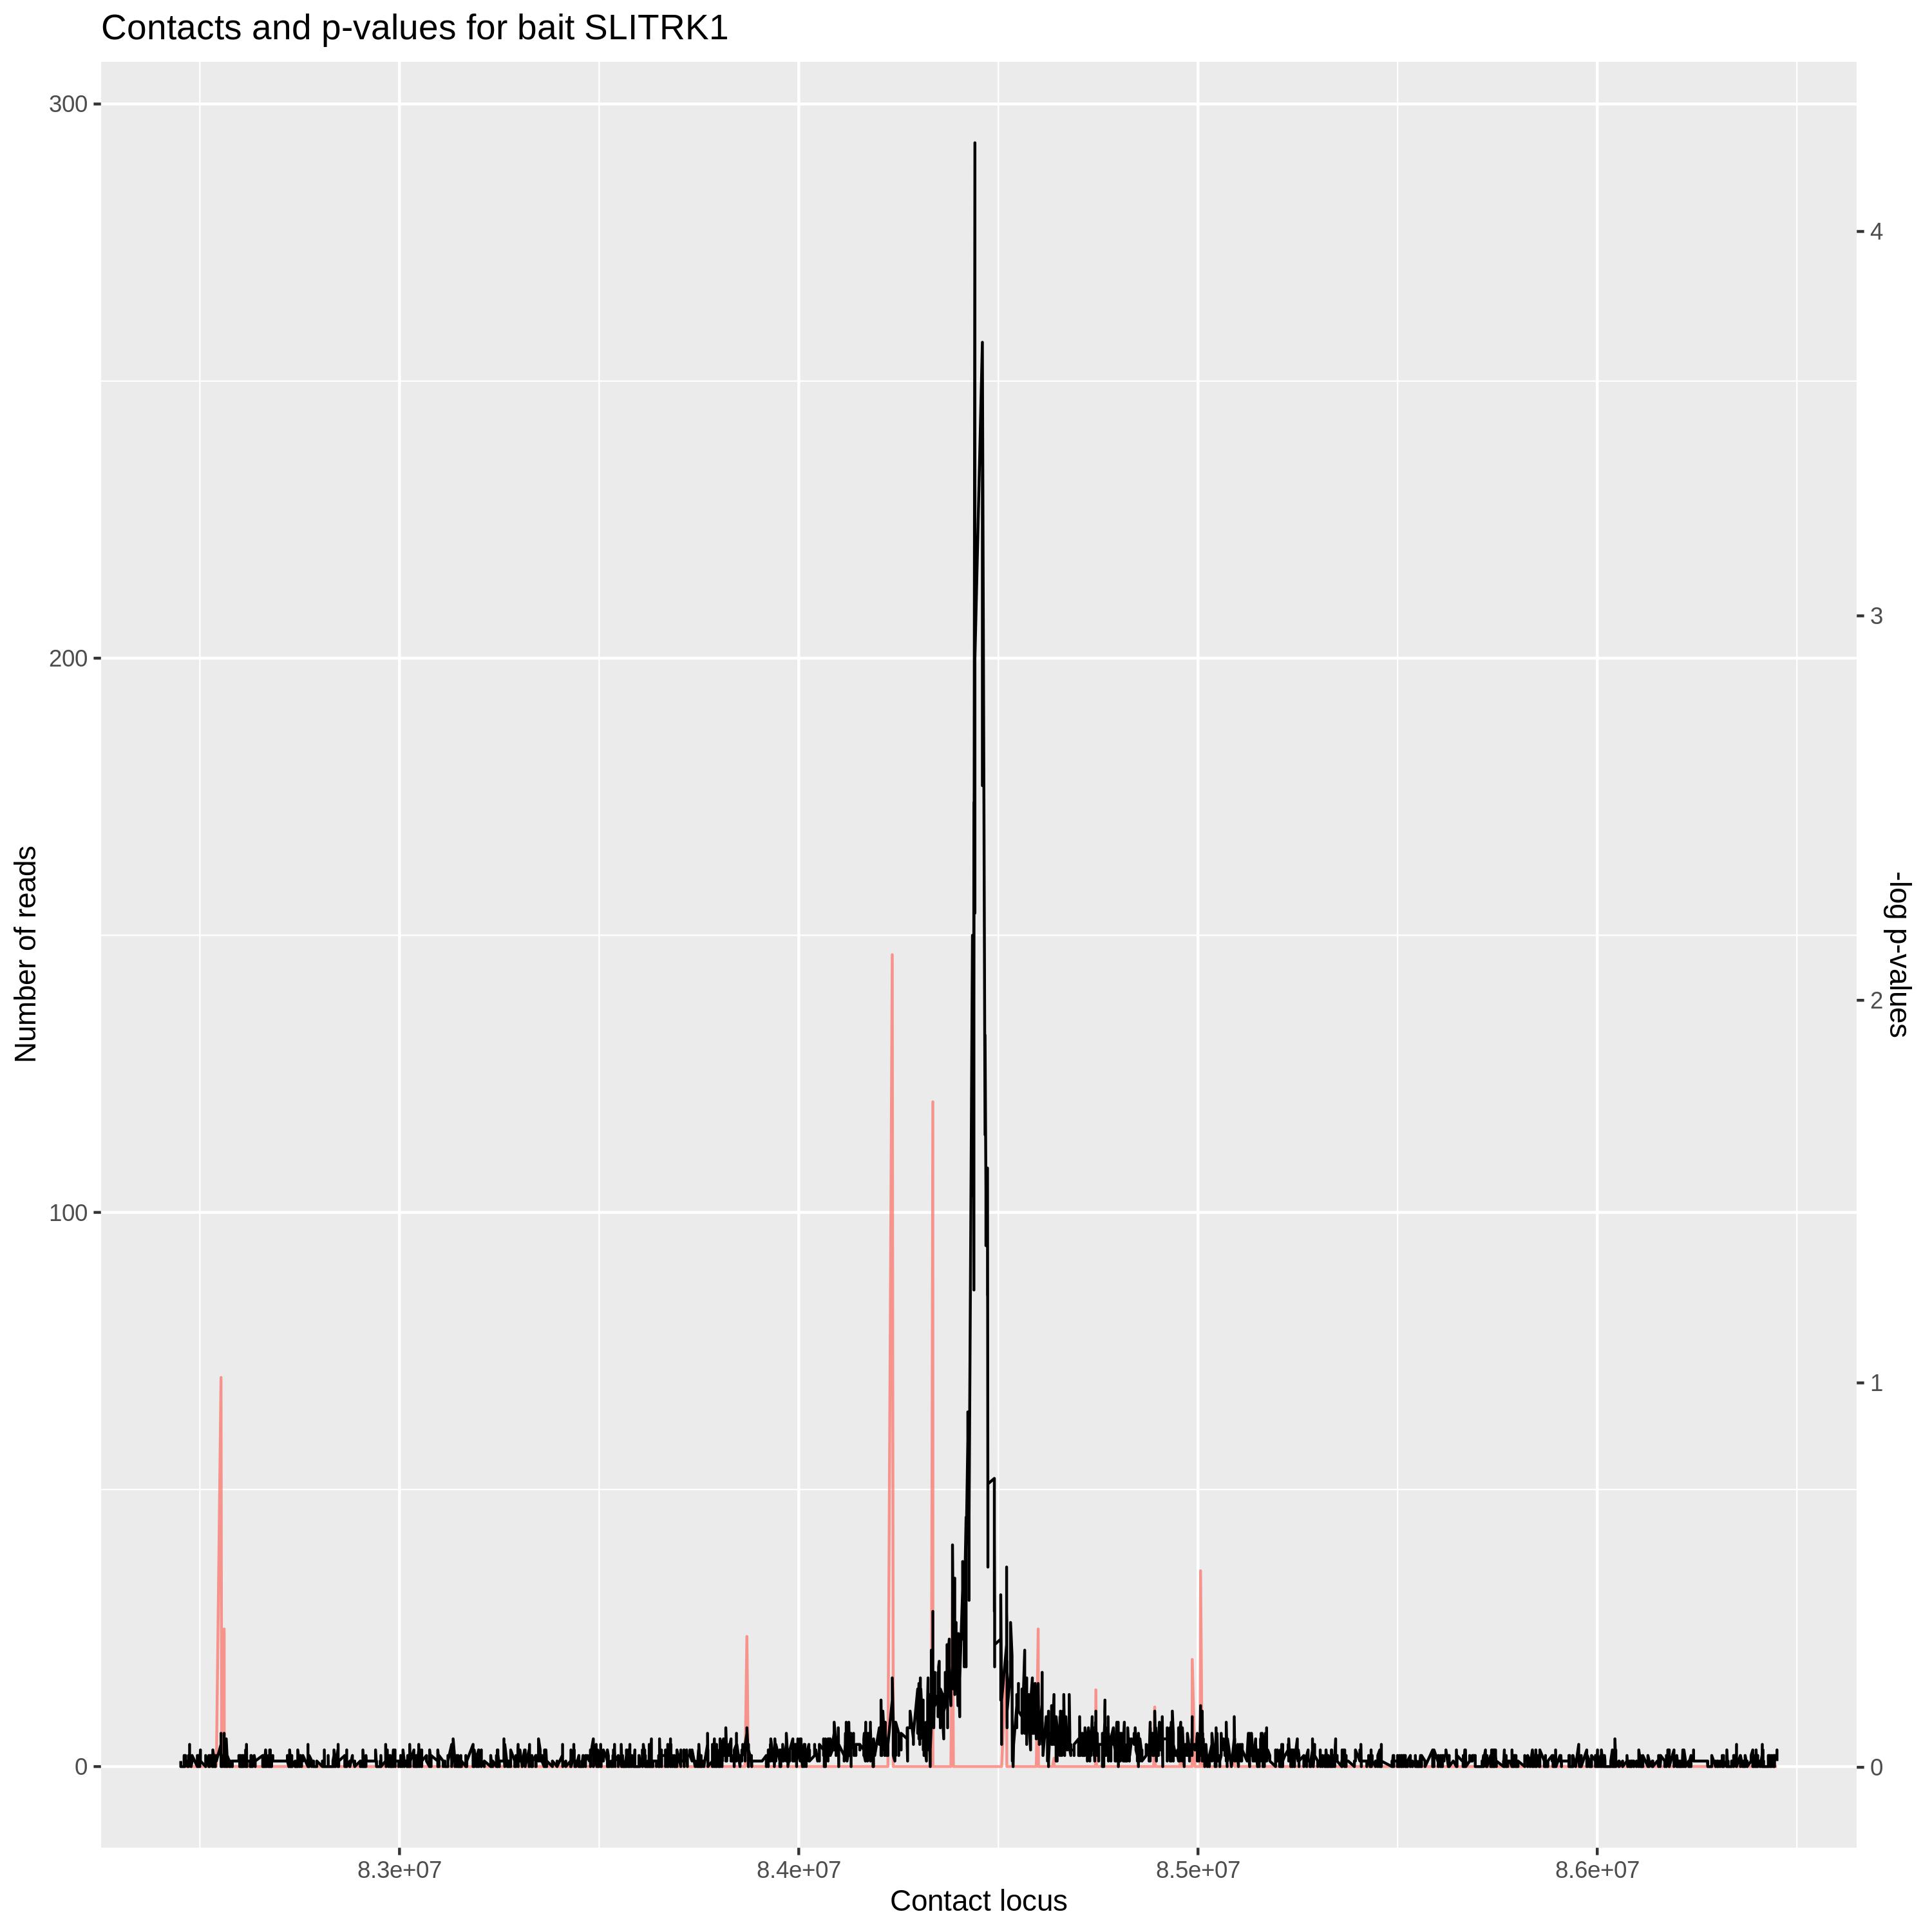 Contacts and p-values for bait SLITRK1
300
200
100
0
Number of reads
4
3
2
1
0
-log p-values
8.3e+07 8.4e+07 8.5e+07 8.6e+07
Contact locus